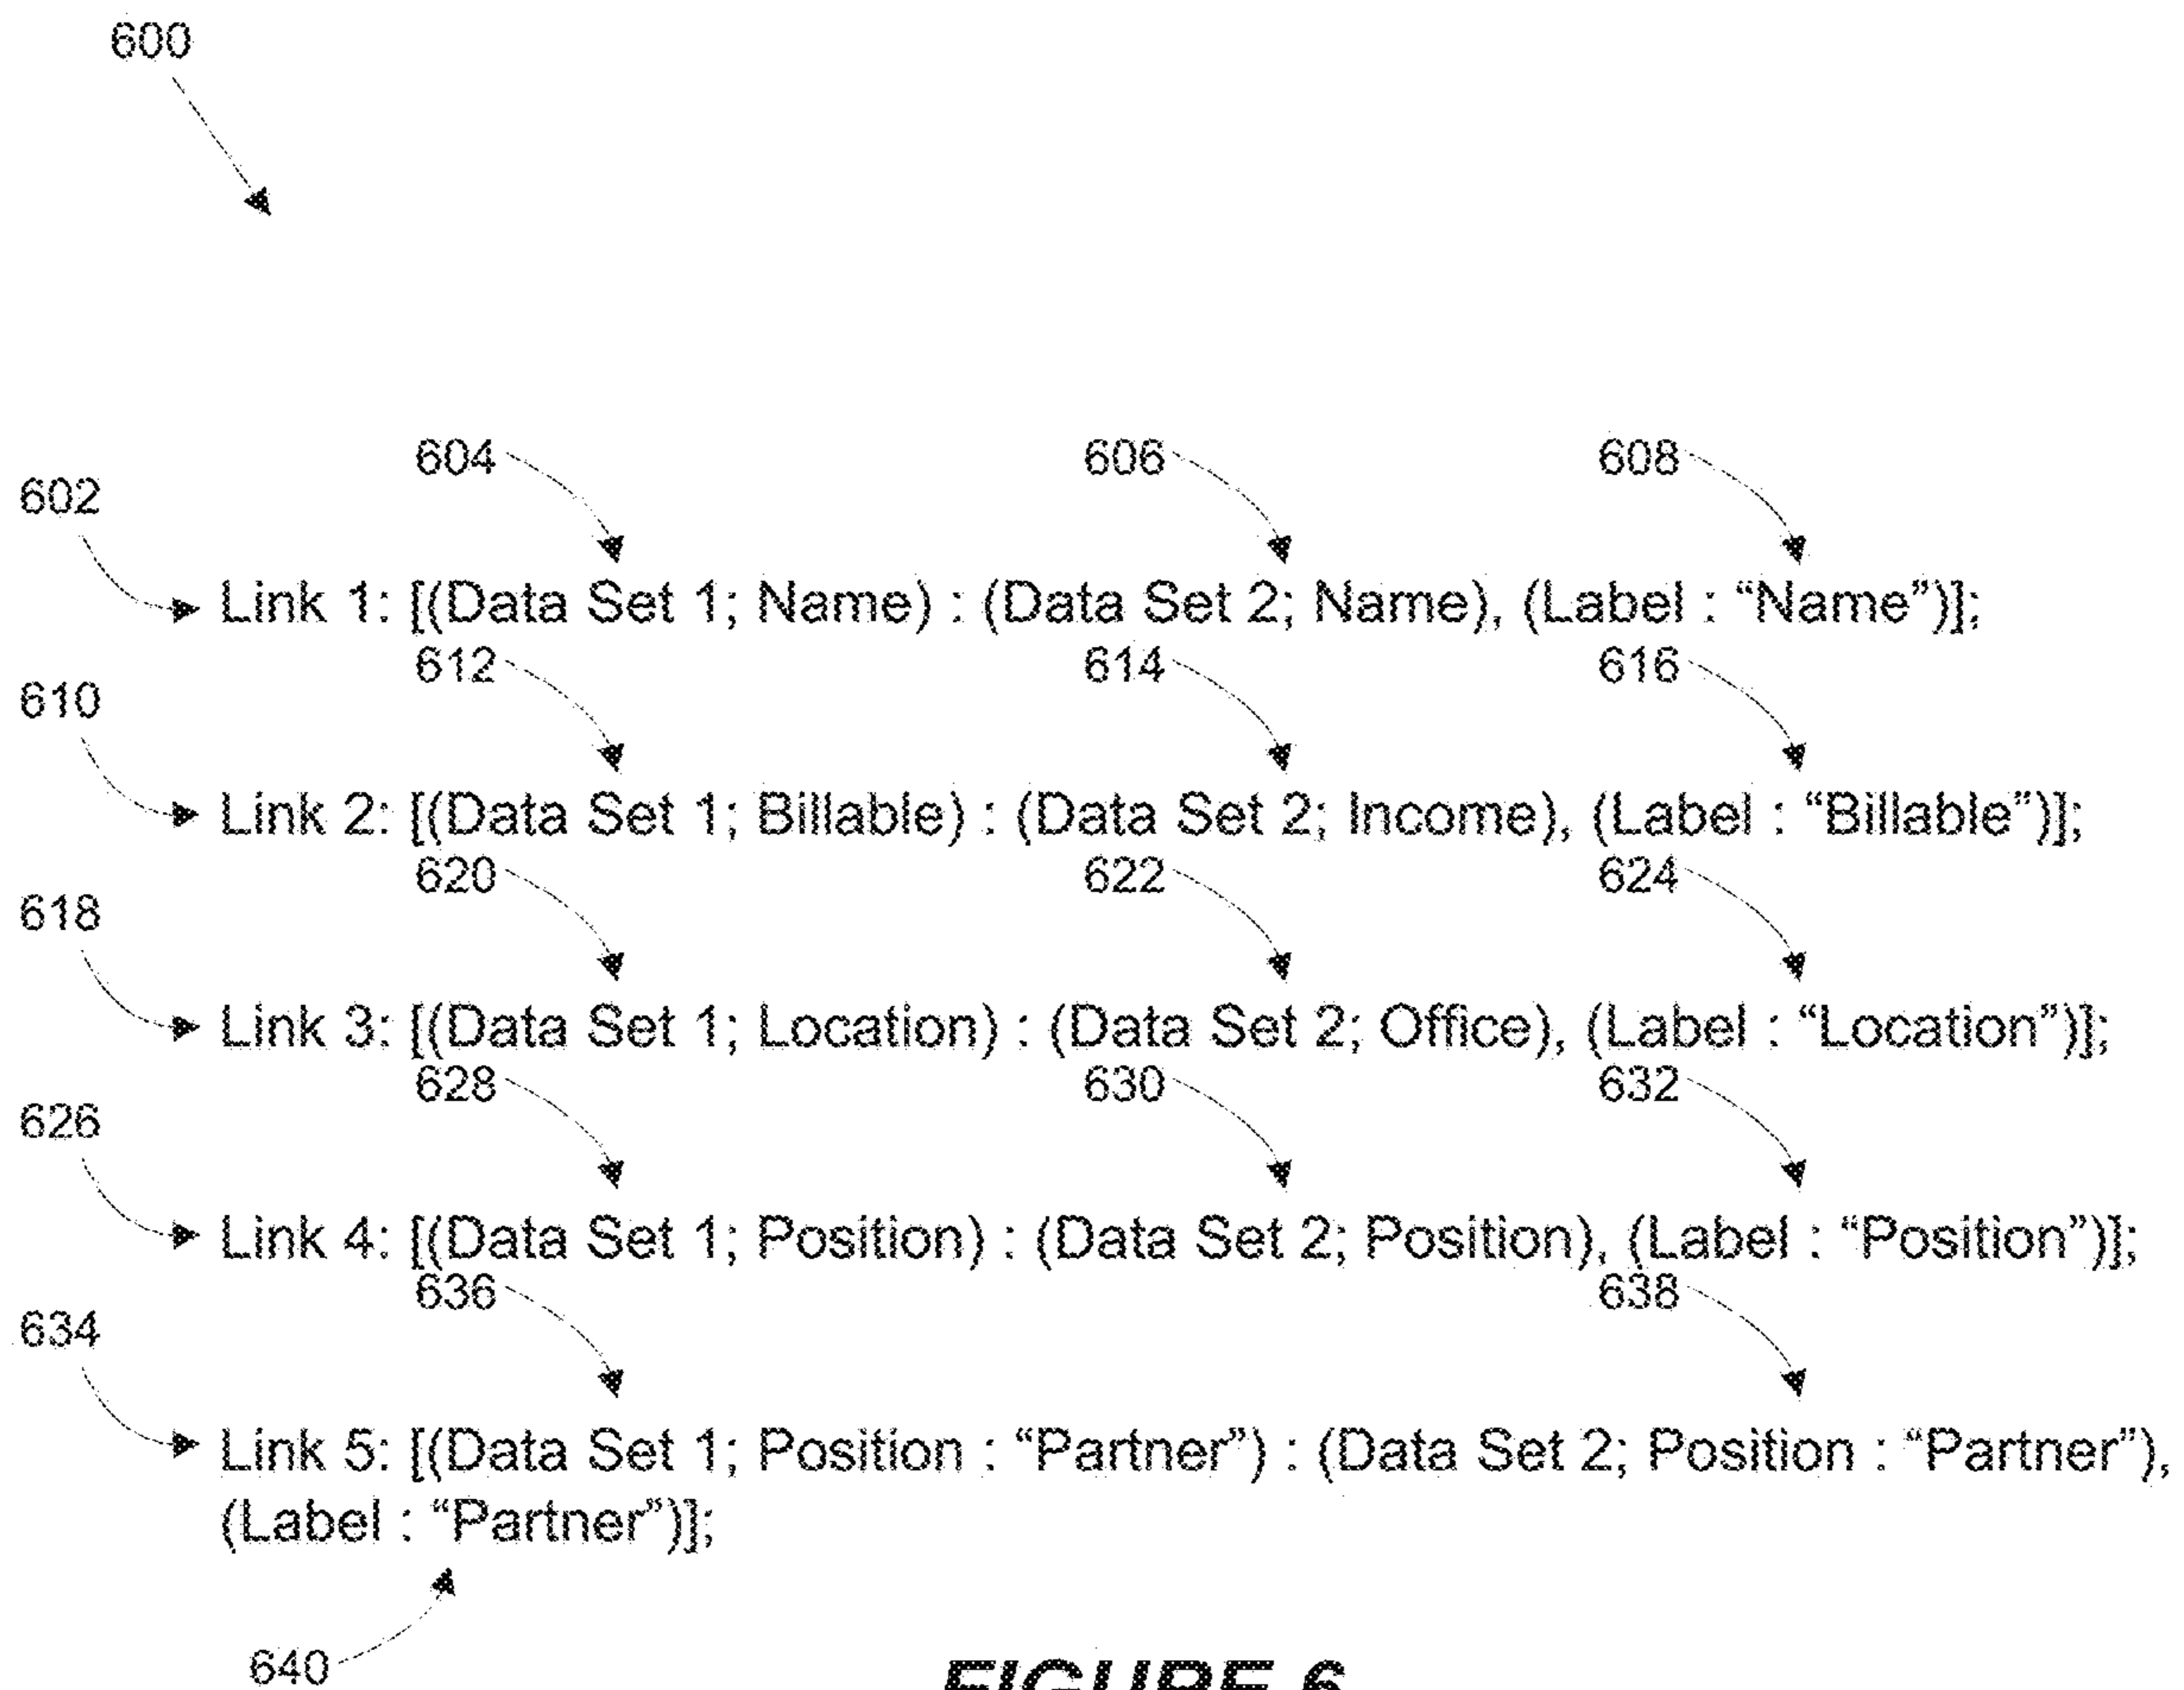 600
604 606 608
602
Link 1: [(Data Set 1; Name) : (Data Set 2; Name), (Label : “Name”)];
612 614 616
610
Link 2: [(Data Set 1; Billable) : (Data Set 2; Income), (Label : “Billable”)];
620 622 624
618
Link 3: [(Data Set 1; Location) : (Data Set 2; Office), (Label : “Location”)];
628 630 632
626
Link 4: [(Data Set 1; Position) : (Data Set 2; Position), (Label : “Position”)];
636 638
634
Link 5: [(Data Set 1; Position : “Partner”) : (Data Set 2; Position : “Partner”),
(Label : “Partner”)];
640
FIGURE 6